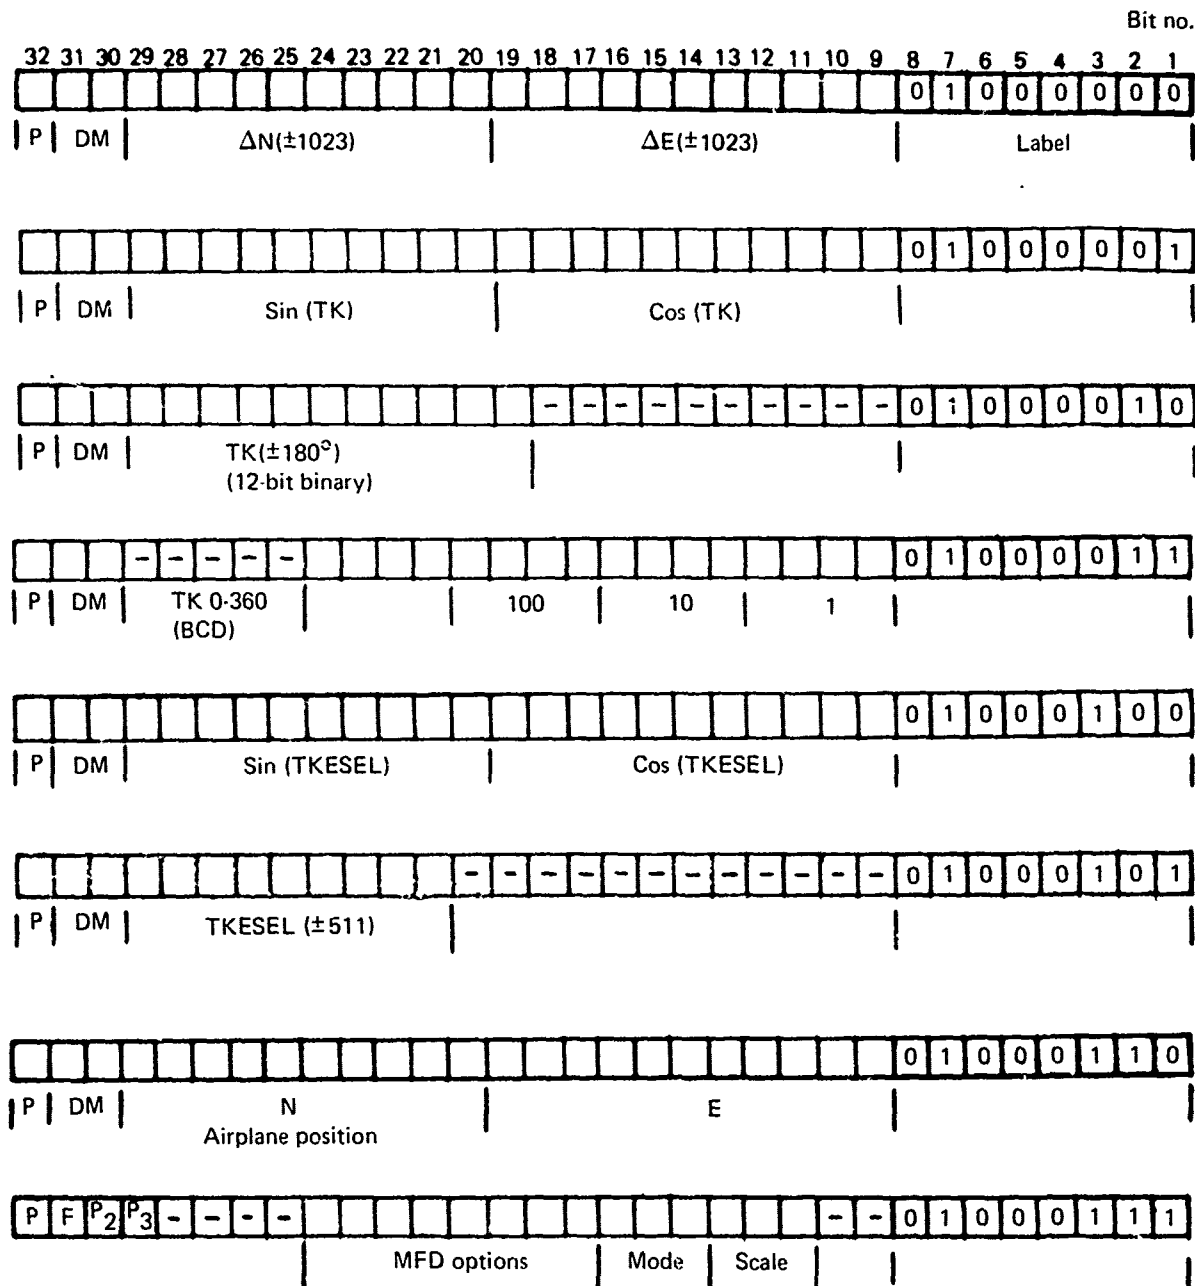 Bit no.
32 31 30 29 28 27 26 25 24 23 22 21 20 19 18 17 16 15 14 13 12 11 10 9 8 7 6 5 4 3 2 1
0 1 0 0 0 0 0 0
P DM ΔN(±1023) ΔE(±1023) Label
0 1 0 0 0 0 0 1
P DM Sin (TK) Cos (TK)
- - - - - - - - - - 0 1 0 0 0 0 1 0
P DM TK(±180°)
(12-bit binary)
- - - - - 0 1 0 0 0 0 1 1
P DM TK 0-360 100 10 1
(BCD)
0 1 0 0 0 1 0 0
P DM Sin (TKESEL) Cos (TKESEL)
- - - - - - - - - - - - 0 1 0 0 0 1 0 1
P DM TKESEL (±511)
0 1 0 0 0 1 1 0
P DM N E
Airplane position
P F P2 P3 - - - - - - 0 1 0 0 0 1 1 1
MFD options Mode Scale